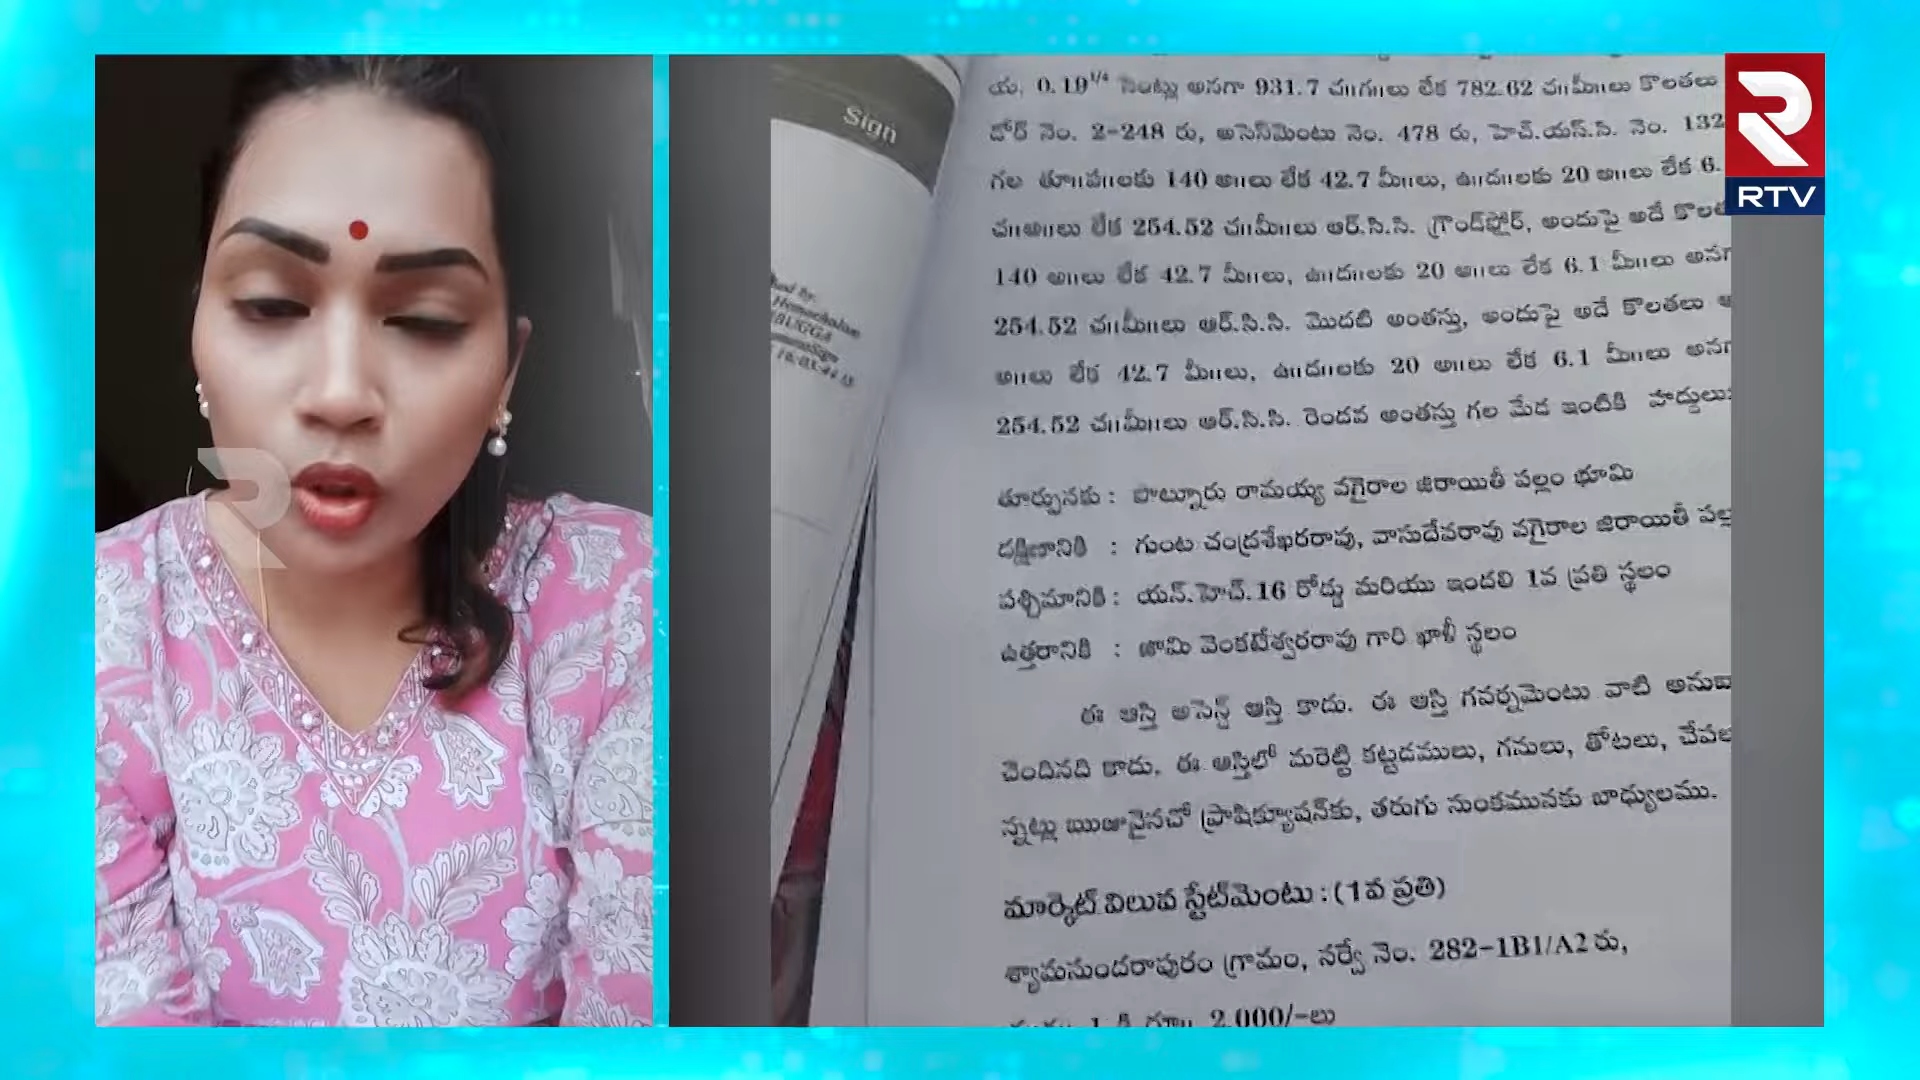 Sign
య. 0.19 1/4 సెంట్లు అనగా 931.7 చ॥గ॥లు లేక 782.62 చ॥మీ॥లు కొలతలు
డోర్ నెం. 2-248 రు, అసెస్‌మెంటు నెం. 478 రు, హెచ్.యస్.సి. నెం. 132
గల తూ॥ప॥లకు 140 అ॥లు లేక 42.7 మీ॥లు, ఉ॥ద॥లకు 20 అ॥లు లేక 6.
చ॥అ॥లు లేక 254.52 చ॥మీ॥లు ఆర్.సి.సి. గ్రౌండ్‌ఫ్లోర్, అందుపై అదే
140 అ॥లు లేక 42.7 మీ॥లు, ఉ॥ద॥లకు 20 అ॥లు లేక 6.1 మీ॥లు
254.52 చ॥మీ॥లు ఆర్.సి.సి. మొదటి అంతస్తు, అందుపై అదే కొలతలు
అ॥లు లేక 42.7 మీ॥లు, ఉ॥ద॥లకు 20 అ॥లు లేక 6.1 మీ॥లు
254.52 చ॥మీ॥లు ఆర్.సి.సి. రెండవ అంతస్తు గల మేడ ఇంటికి హద్దులు:
తూర్పునకు : పొట్నూరు రామయ్య వగైరాల జిరాయితీ పల్లం భూమి
దక్షిణానికి : గుంట చంద్రశేఖరరావు, వాసుదేవరావు వగైరాల జిరాయితీ
పశ్చిమానికి : యన్.హెచ్.16 రోడ్డు మరియు ఇందలి 1వ ప్రతి స్థలం
ఉత్తరానికి : జామి వెంకటేశ్వరరావు గారి ఖాళీ స్థలం
ఈ ఆస్తి అసైన్డ్ ఆస్తి కాదు. ఈ ఆస్తి గవర్నమెంటు వాటి
చెందినది కాదు. ఈ ఆస్తిలో మరెట్టి కట్టడములు, గనులు, తోటలు,
న్నట్లు ఋజువైనచో ప్రాషిక్యూషన్‌కు, తరుగు సుంకమునకు బాధ్యులము.
మార్కెట్ విలువ స్టేట్‌మెంటు : (1వ ప్రతి)
శ్యామసుందరాపురం గ్రామం, సర్వే నెం. 282-1B1/A2 రు,
2,000/-లు
R
RTV